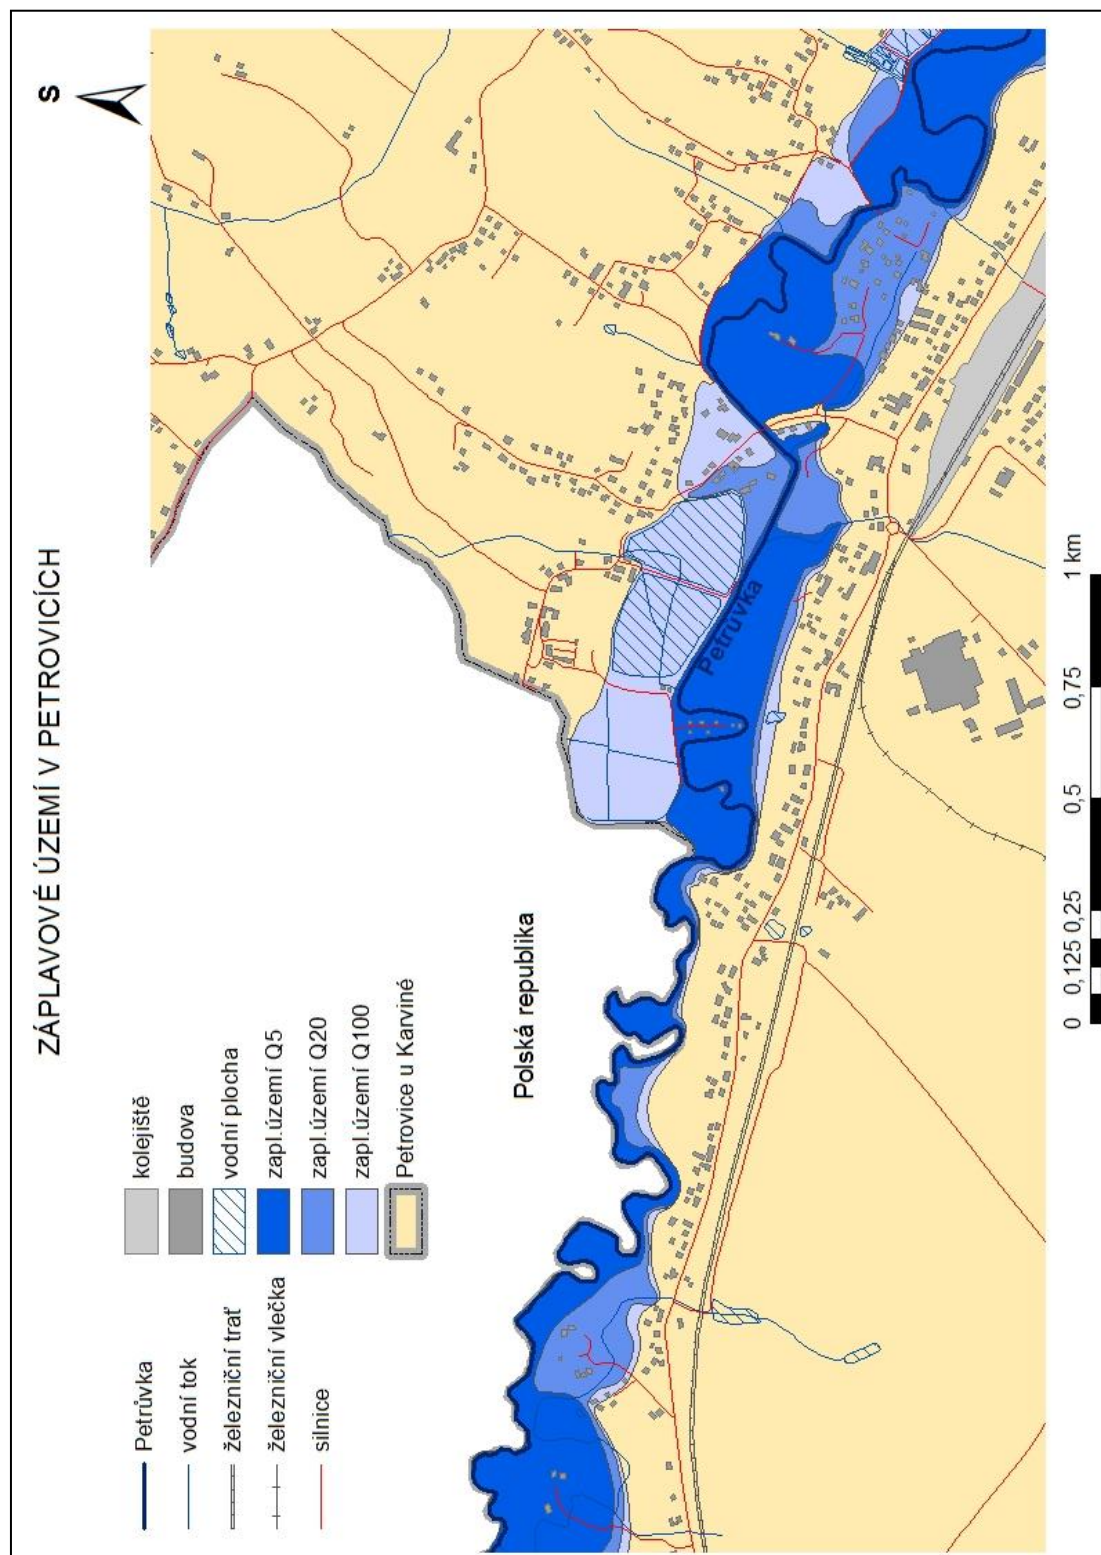 ZÁPLAVOVÉ ÚZEMÍ V PETROVICÍCH
S
Petrůvka
vodní tok
železniční trať
železniční vlečka
silnice
kolejiště
budova
vodní plocha
zapl.území Q5
zapl.území Q20
zapl.území Q100
Petrovice u Karviné
Polská republika
Petrůvka
0 0,125 0,25 0,5 0,75 1 km